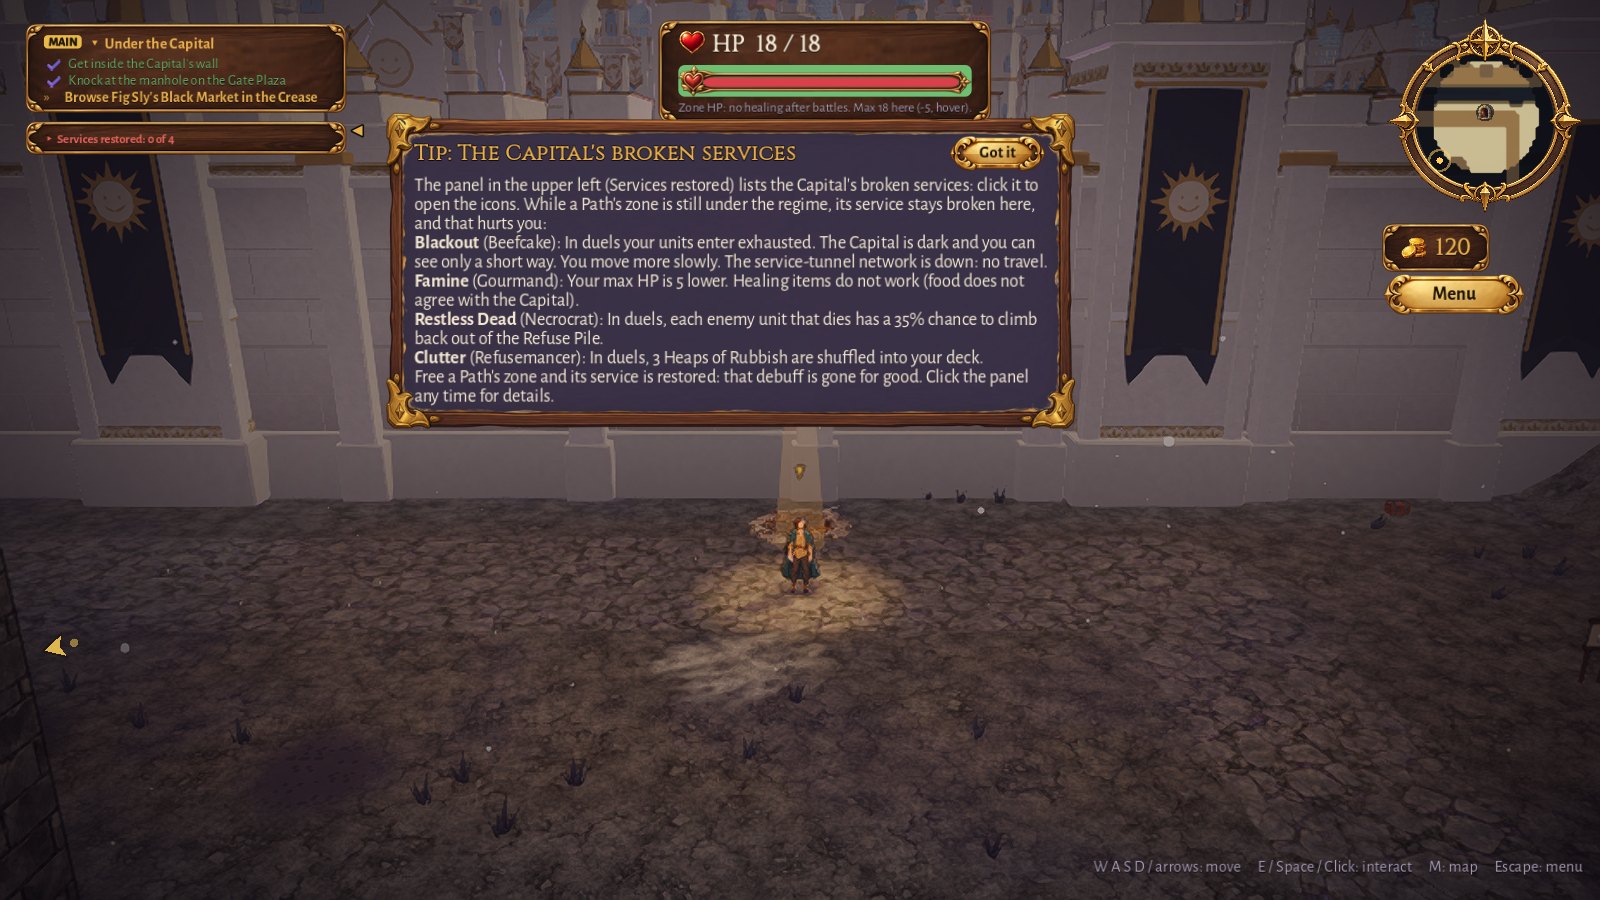 MAIN ▾ Under the Capital
Get inside the Capital's wall
Knock at the manhole on the Gate Plaza
» Browse Fig Sly's Black Market in the Crease
▸ Services restored: 0 of 4
HP 18 / 18
Zone HP: no healing after battles. Max 18 here (-5, hover).
TIP: THE CAPITAL'S BROKEN SERVICES
Got it
The panel in the upper left (Services restored) lists the Capital's broken services: click it to
open the icons. While a Path's zone is still under the regime, its service stays broken here,
and that hurts you:
Blackout (Beefcake): In duels your units enter exhausted. The Capital is dark and you can
see only a short way. You move more slowly. The service-tunnel network is down: no travel.
Famine (Gourmand): Your max HP is 5 lower. Healing items do not work (food does not
agree with the Capital).
Restless Dead (Necrocrat): In duels, each enemy unit that dies has a 35% chance to climb
back out of the Refuse Pile.
Clutter (Refusemancer): In duels, 3 Heaps of Rubbish are shuffled into your deck.
Free a Path's zone and its service is restored: that debuff is gone for good. Click the panel
any time for details.
120
Menu
W A S D / arrows: move E / Space / Click: interact M: map Escape: menu